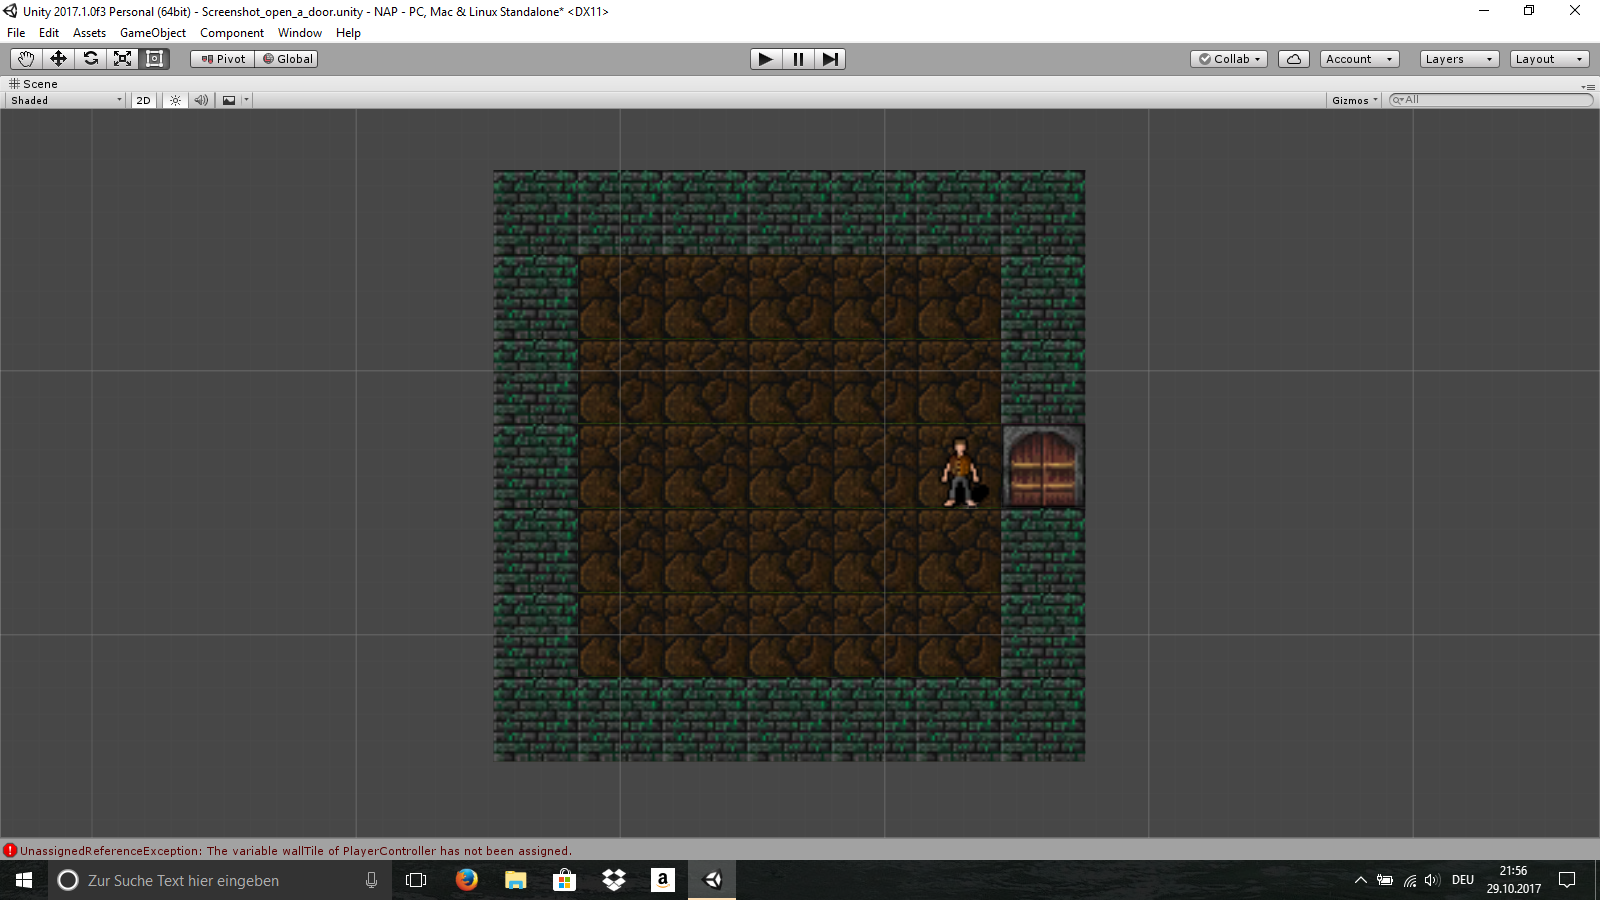 Unity 2017.1.0f3 Personal (64bit) - Screenshot_open_a_door.unity - NAP - PC, Mac & Linux Standalone* <DX11>
File Edit Assets GameObject Component Window Help
Pivot Global Collab Account Layers Layout
Scene
Shaded 2D Gizmos All
UnassignedReferenceException: The variable wallTile of PlayerController has not been assigned.
Zur Suche Text hier eingeben a DEU 21:56
29.10.2017